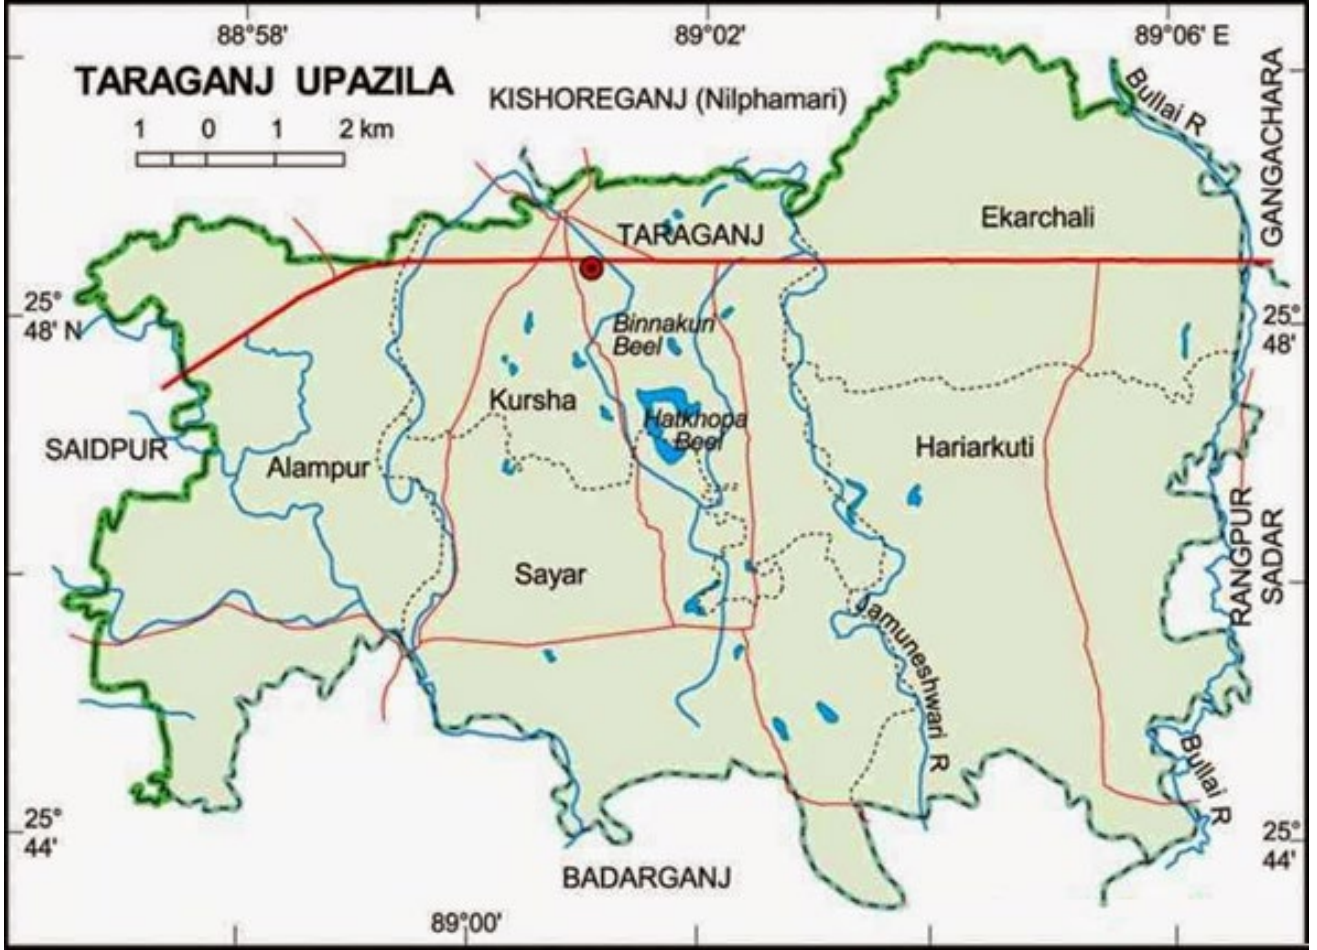 88°58'
89°02'
89°06' E
TARAGANJ UPAZILA
KISHOREGANJ (Nilphamari)
Bullai R
GANGACHARA
1 0 1 2 km
Ekarchali
TARAGANJ
25°
48' N
25°
48'
Binnakuri
Beel
Kursha
Hatkhopa
Beel
SAIDPUR
Alampur
Hariarkuti
RANGPUR
SADAR
Sayar
Jamuneshwari R
Bullai R
25°
44'
25°
44'
BADARGANJ
89°00'